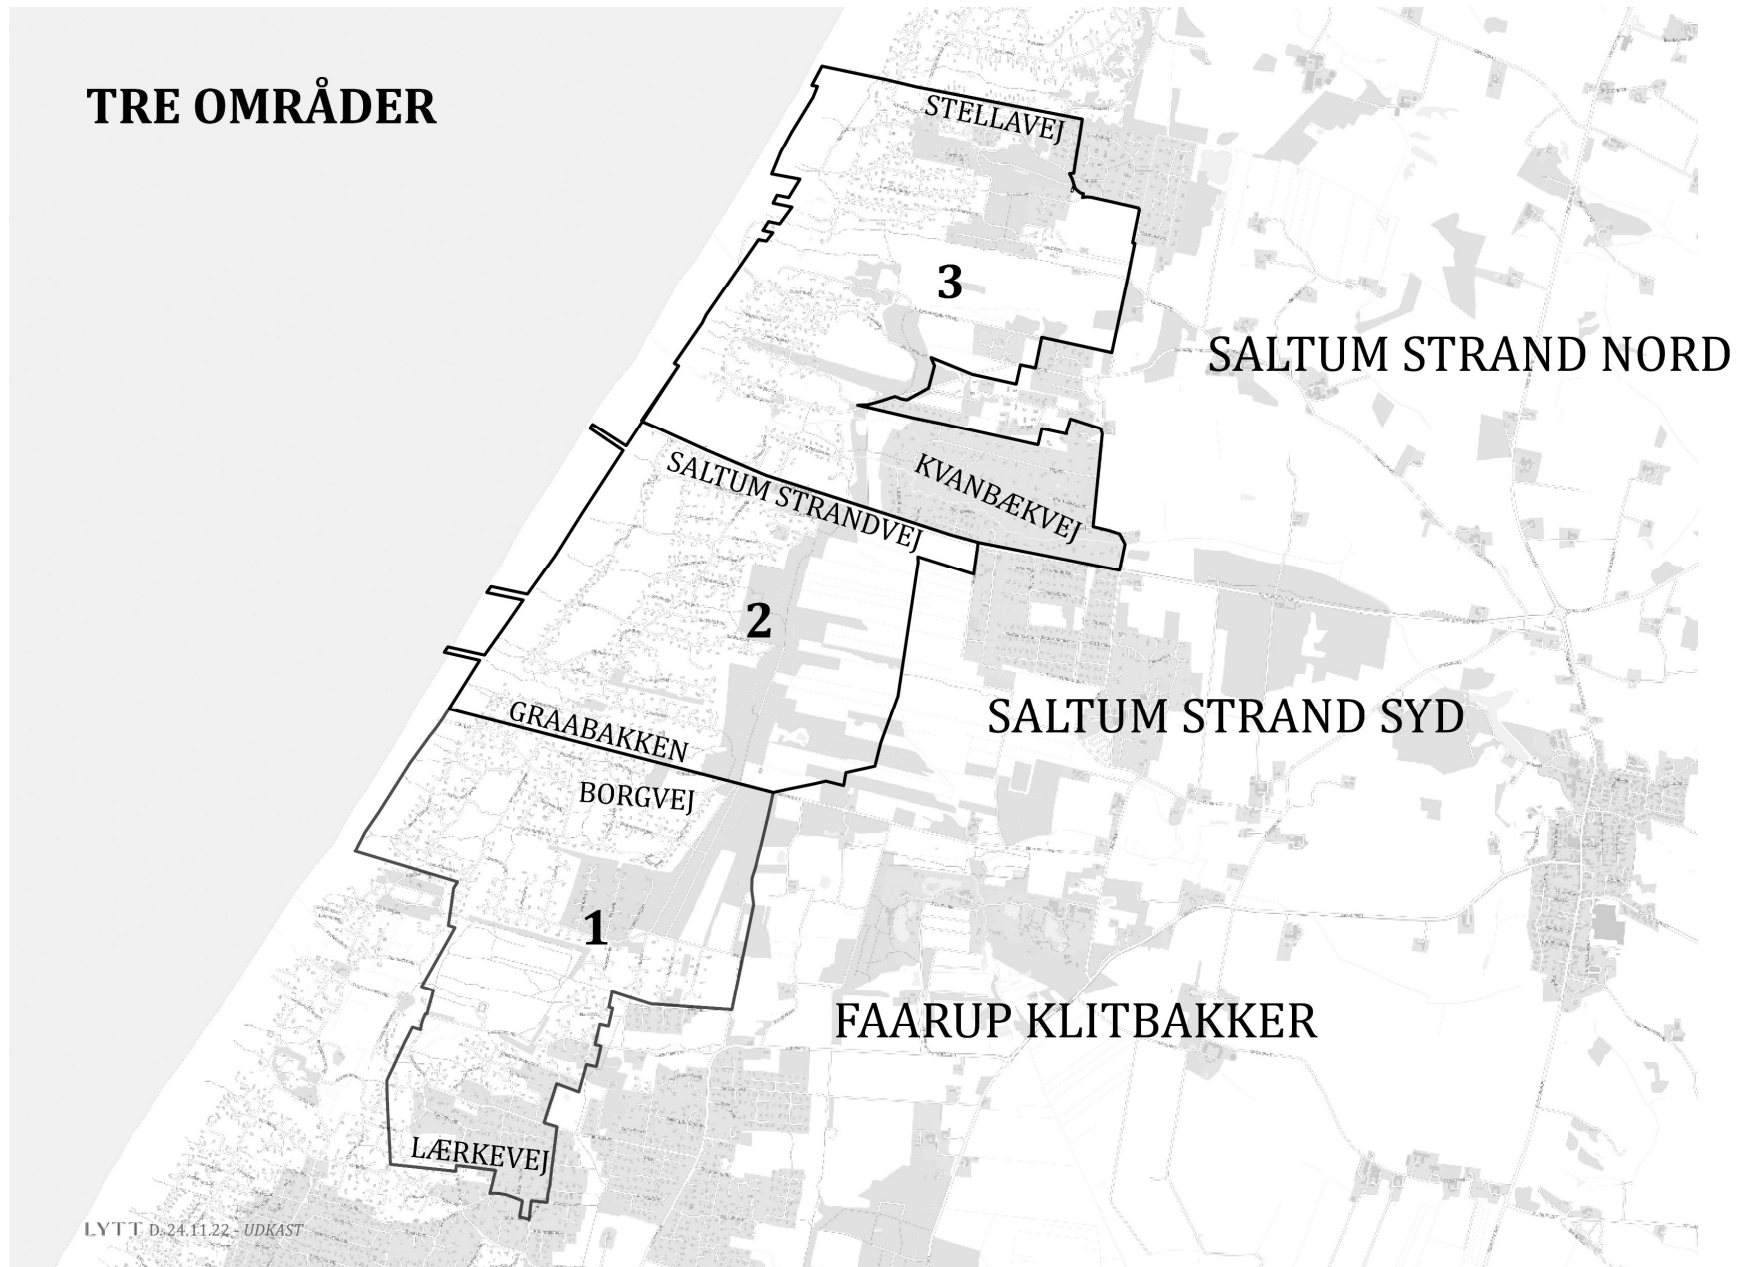 TRE OMRÅDER
STELLAVEJ
3
SALTUM STRAND NORD
KVANBÆKVEJ
SALTUM STRANDVEJ
2
SALTUM STRAND SYD
GRAABAKKEN
BORGVEJ
1
FAARUP KLITBAKKER
LÆRKEVEJ
LYTT D. 24.11.22 - UDKAST